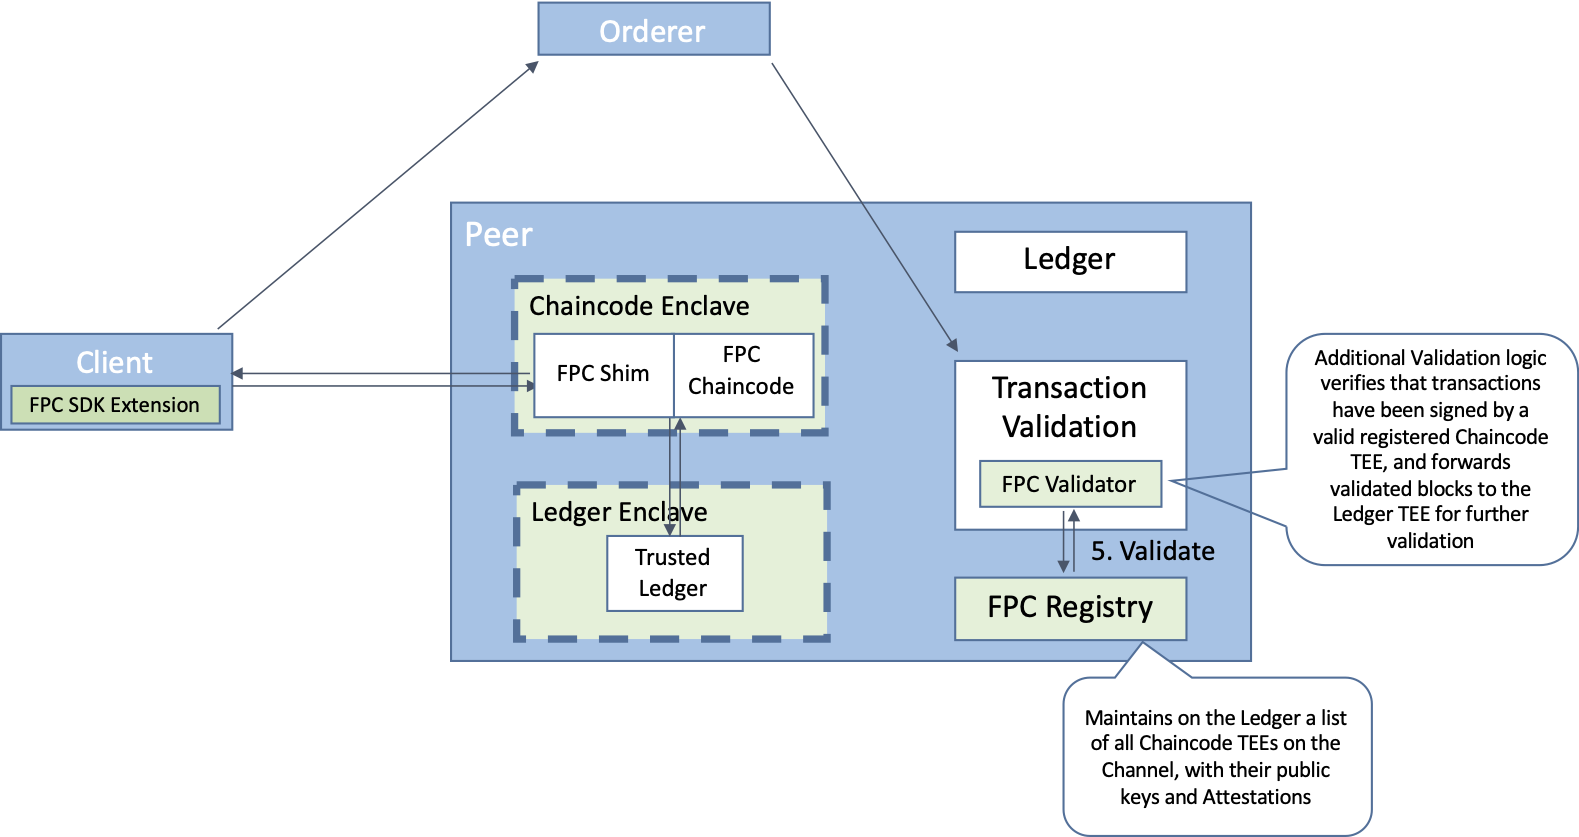 Orderer
Peer
Ledger
Chaincode Enclave
FPC Shim
FPC
Chaincode
Client
FPC SDK Extension
Transaction
Validation
FPC Validator
Additional Validation logic
verifies that transactions
have been signed by a
valid registered Chaincode
TEE, and forwards
validated blocks to the
Ledger TEE for further
validation
Ledger Enclave
Trusted
Ledger
5. Validate
FPC Registry
Maintains on the Ledger a list
of all Chaincode TEEs on the
Channel, with their public
keys and Attestations